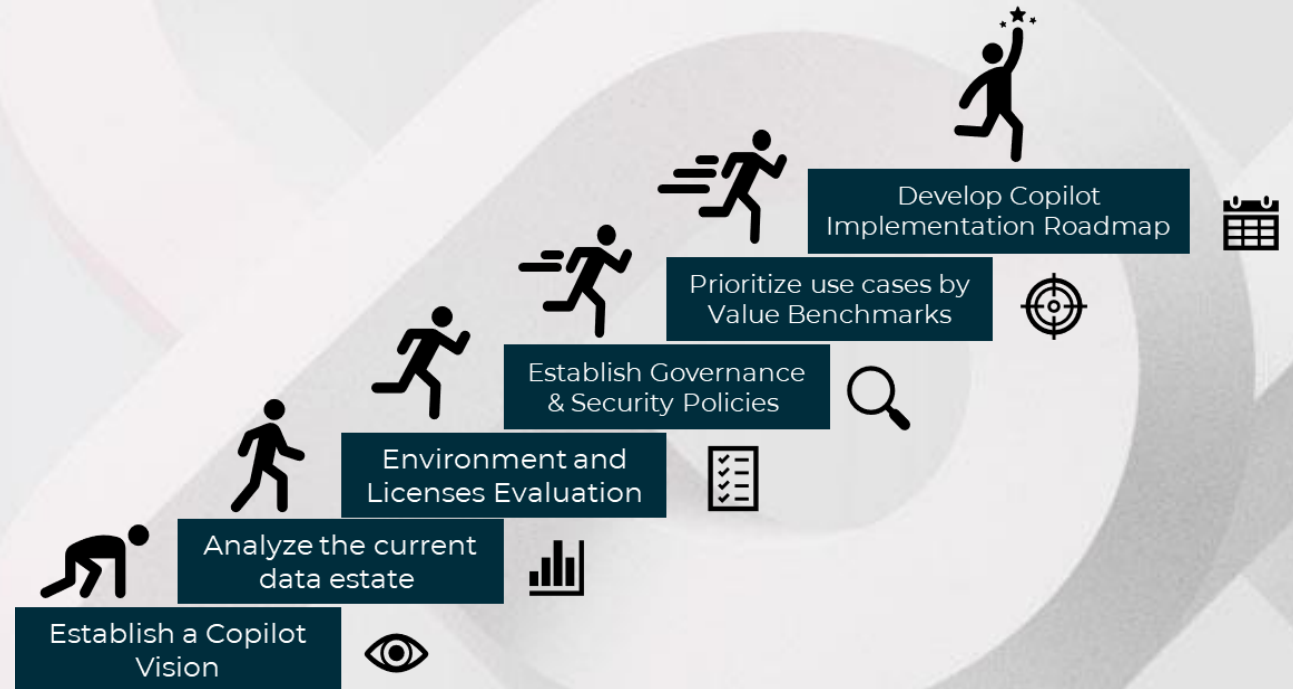 Develop Copilot
Implementation Roadmap
Prioritize use cases by
Value Benchmarks
Establish Governance
& Security Policies
Environment and
Licenses Evaluation
Analyze the current
data estate
Establish a Copilot
Vision